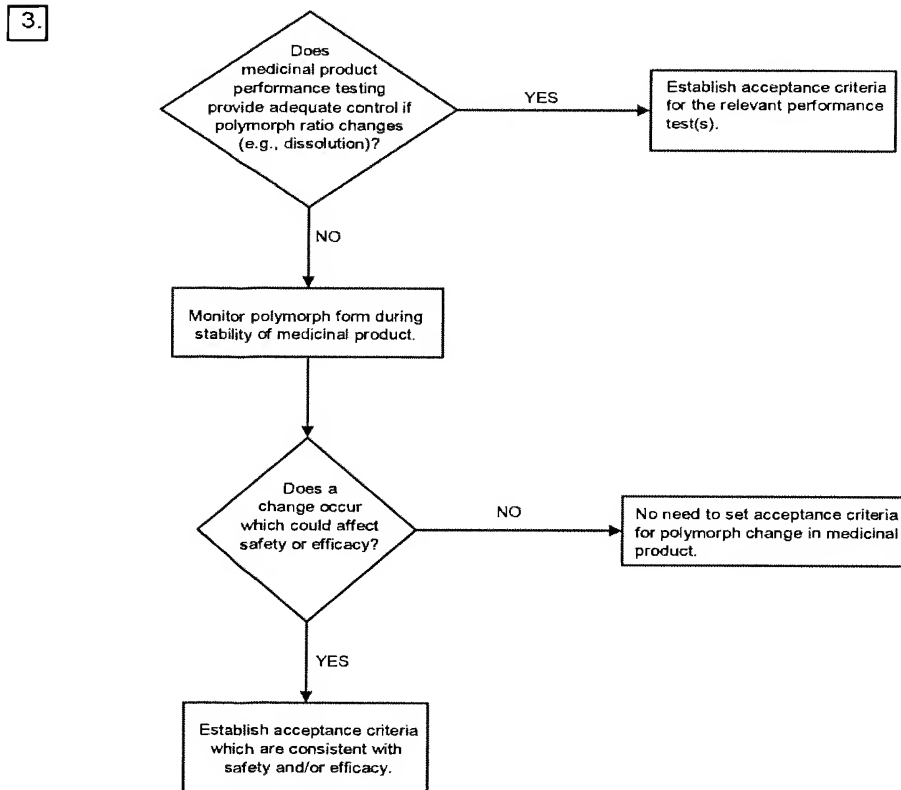 3.
Does
medicinal product
performance testing
provide adequate control if
polymorph ratio changes
(e.g., dissolution)?
YES
Establish acceptance criteria
for the relevant performance
test(s).
NO
Monitor polymorph form during
stability of medicinal product.
Does a
change occur
which could affect
safety or efficacy?
NO
No need to set acceptance criteria
for polymorph change in medicinal
product.
YES
Establish acceptance criteria
which are consistent with
safety and/or efficacy.